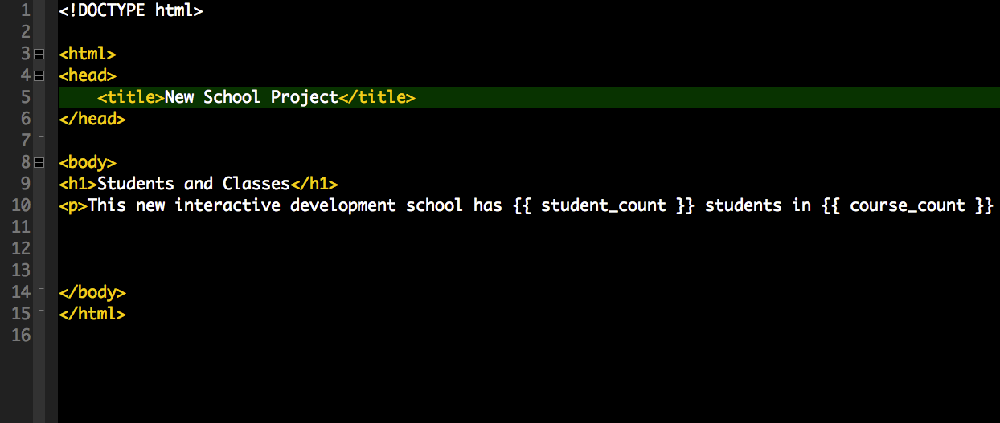 1 <!DOCTYPE html>
2
3 <html>
4 <head>
5 <title>New School Project</title>
6 </head>
7
8 <body>
9 <h1>Students and Classes</h1>
10 <p>This new interactive development school has {{ student_count }} students in {{ course_count }}
11
12
13
14 </body>
15 </html>
16